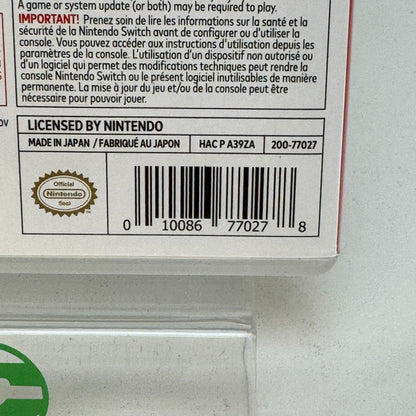 A game or system update (or both) may be required to play.
IMPORTANT! Prenez soin de lire les informations sur la santé et la
sécurité de la Nintendo Switch avant de configurer ou d'utiliser la
console. Vous pouvez accéder aux instructions d'utilisation depuis les
paramètres de la console. L'utilisation d'un dispositif non autorisé ou
d'un logiciel qui permet des modifications techniques peut rendre la
console Nintendo Switch ou le présent logiciel inutilisables de manière
permanente. La mise à jour du jeu et/ou de la console peut être
nécessaire pour pouvoir jouer.
LICENSED BY NINTENDO
MADE IN JAPAN / FABRIQUÉ AU JAPON HAC P A39ZA 200-77027
Official
Nintendo
Seal
0 10086 77027 8